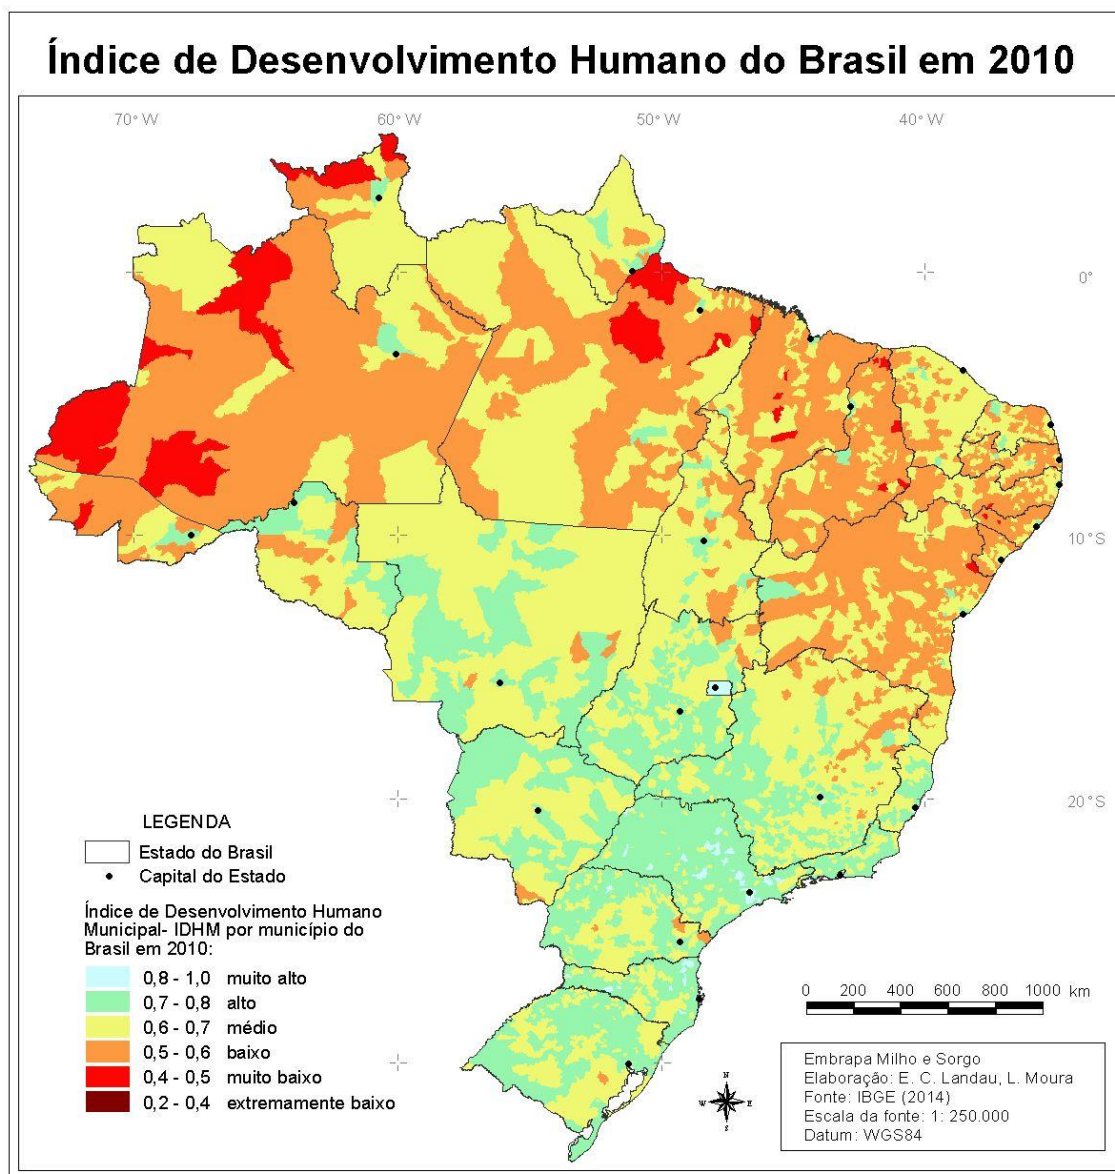 Índice de Desenvolvimento Humano do Brasil em 2010
70° W
60° W
50° W
40° W
0°
10°S
20°S
LEGENDA
Estado do Brasil
Capital do Estado
Índice de Desenvolvimento Humano
Municipal- IDHM por município do
Brasil em 2010:
0,8 - 1,0 muito alto
0,7 - 0,8 alto
0,6 - 0,7 médio
0,5 - 0,6 baixo
0,4 - 0,5 muito baixo
0,2 - 0,4 extremamente baixo
0 200 400 600 800 1000 km
N
W E
S
Embrapa Milho e Sorgo
Elaboração: E. C. Landau, L. Moura
Fonte: IBGE (2014)
Escala da fonte: 1: 250.000
Datum: WGS84